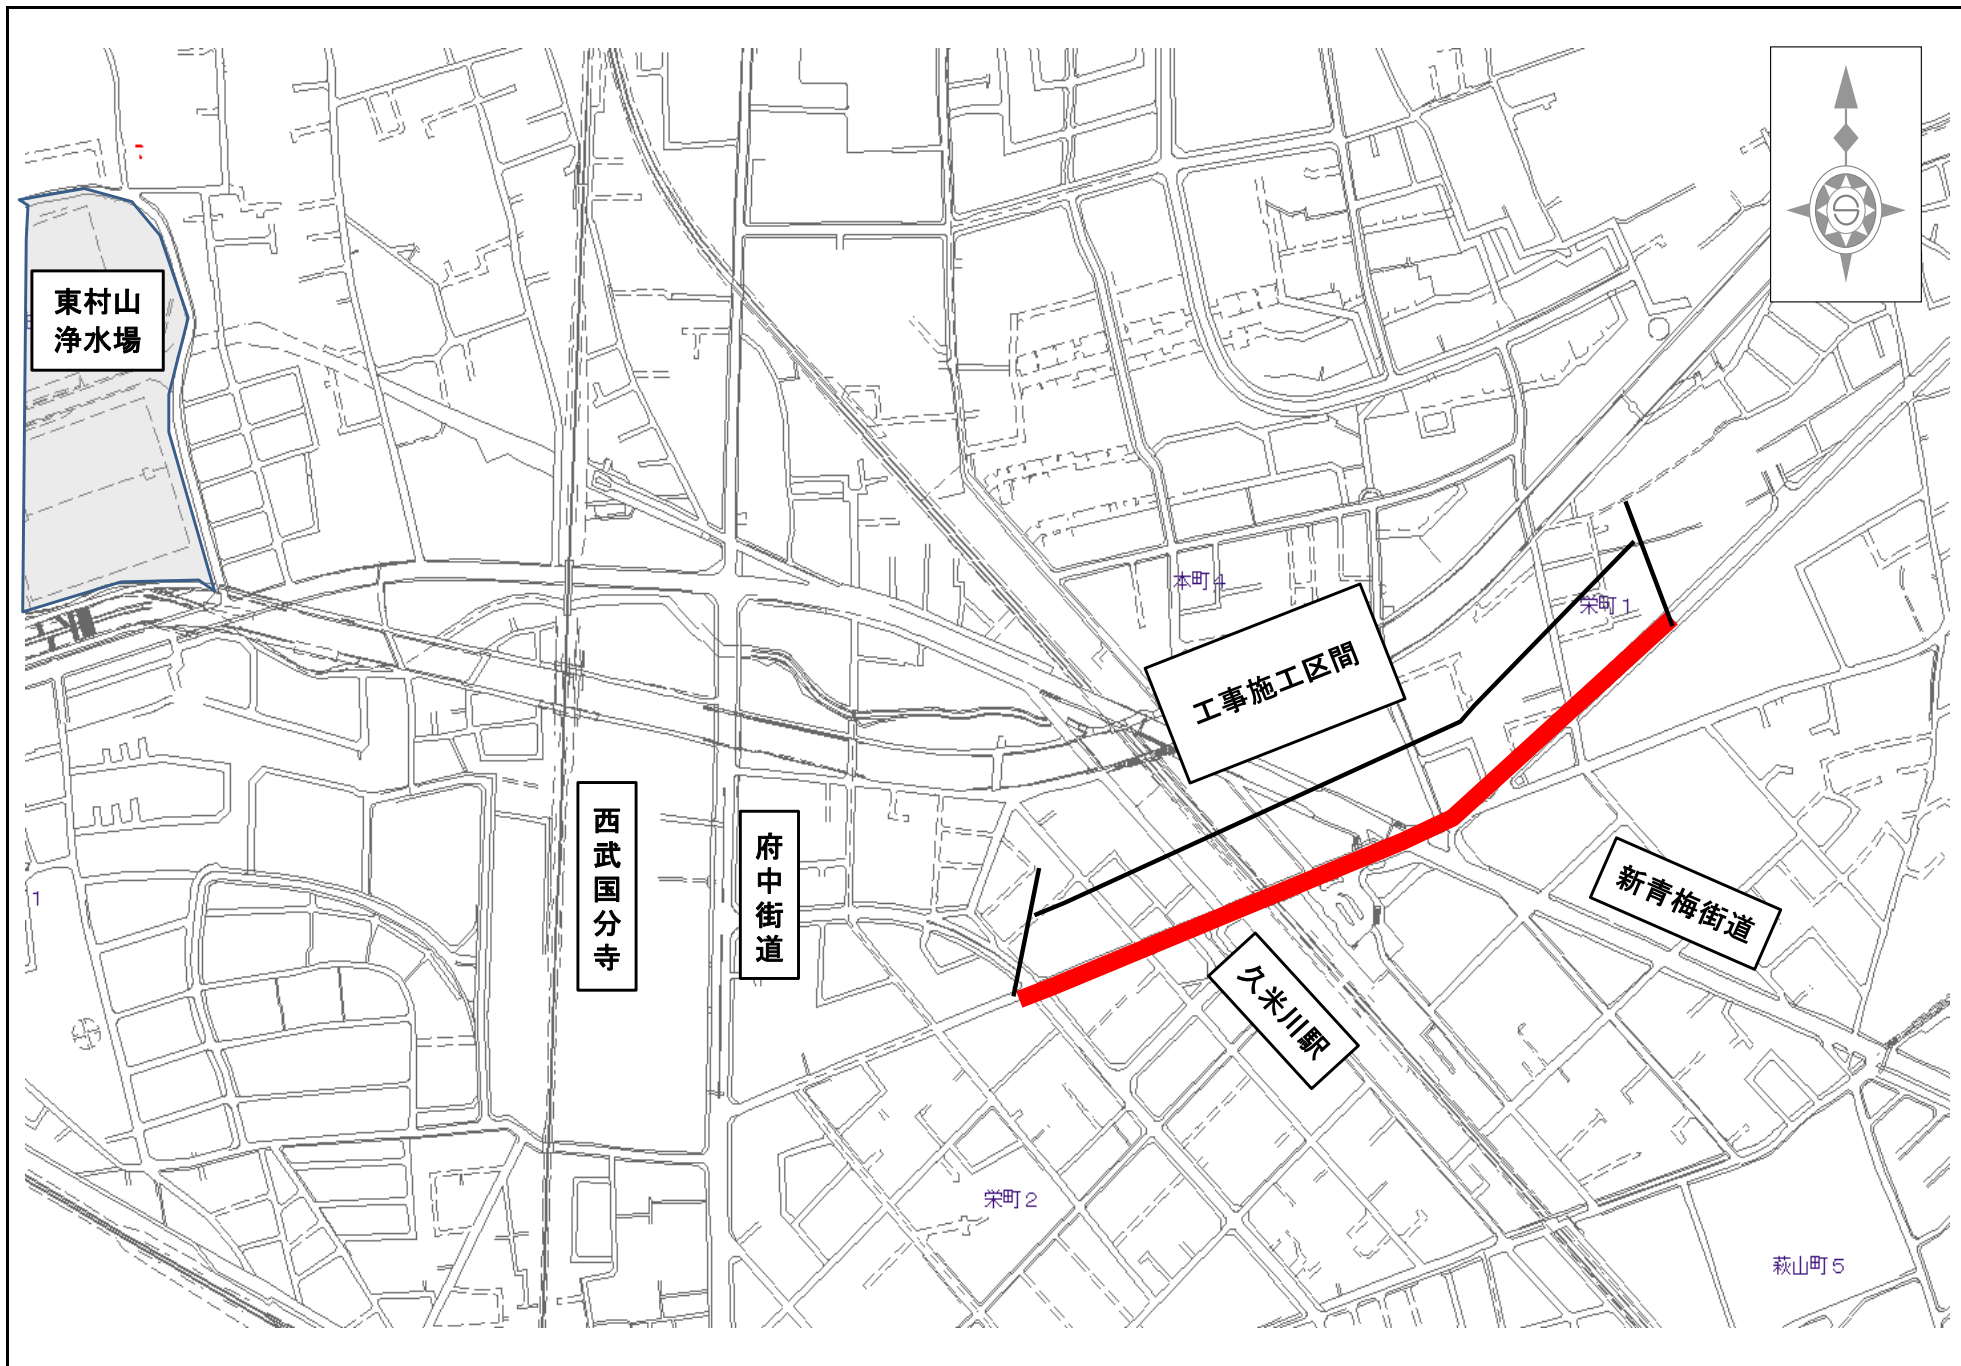 東村山
浄水場
本町4
栄町1
工事施工区間
西武国分寺
府中街道
1
新青梅街道
久米川駅
栄町2
萩山町5